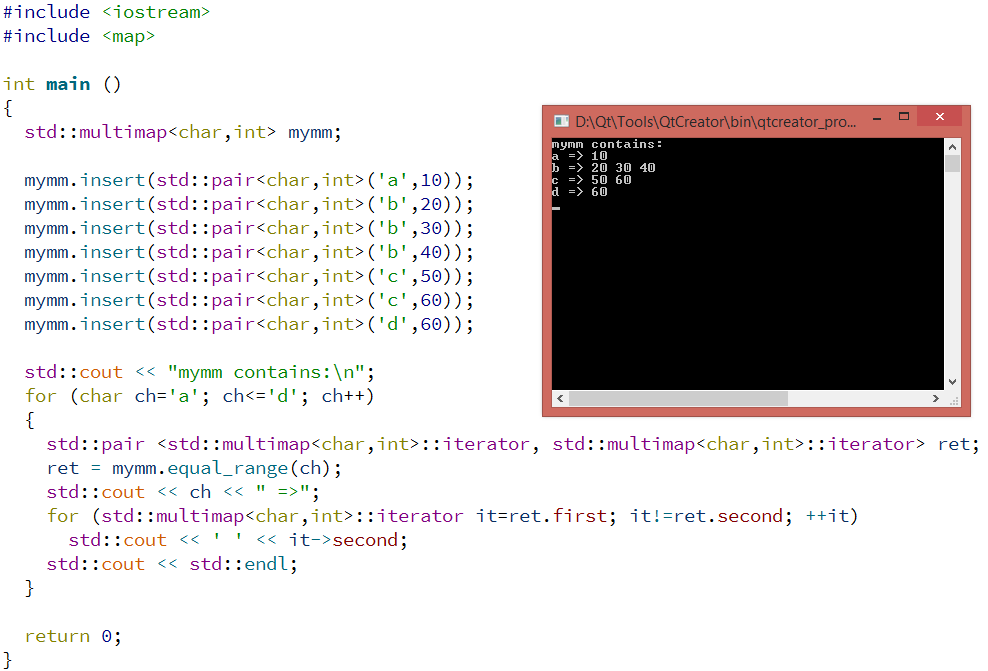 #include <iostream>
#include <map>

int main ()
{
  std::multimap<char,int> mymm;

  mymm.insert(std::pair<char,int>('a',10));
  mymm.insert(std::pair<char,int>('b',20));
  mymm.insert(std::pair<char,int>('b',30));
  mymm.insert(std::pair<char,int>('b',40));
  mymm.insert(std::pair<char,int>('c',50));
  mymm.insert(std::pair<char,int>('c',60));
  mymm.insert(std::pair<char,int>('d',60));

  std::cout << "mymm contains:\n";
  for (char ch='a'; ch<='d'; ch++)
  {
    std::pair <std::multimap<char,int>::iterator, std::multimap<char,int>::iterator> ret;
    ret = mymm.equal_range(ch);
    std::cout << ch << " =>";
    for (std::multimap<char,int>::iterator it=ret.first; it!=ret.second; ++it)
      std::cout << ' ' << it->second;
    std::cout << std::endl;
  }

  return 0;
}
D:\Qt\Tools\QtCreator\bin\qtcreator_pro...
mymm contains:
a => 10
b => 20 30 40
c => 50 60
d => 60